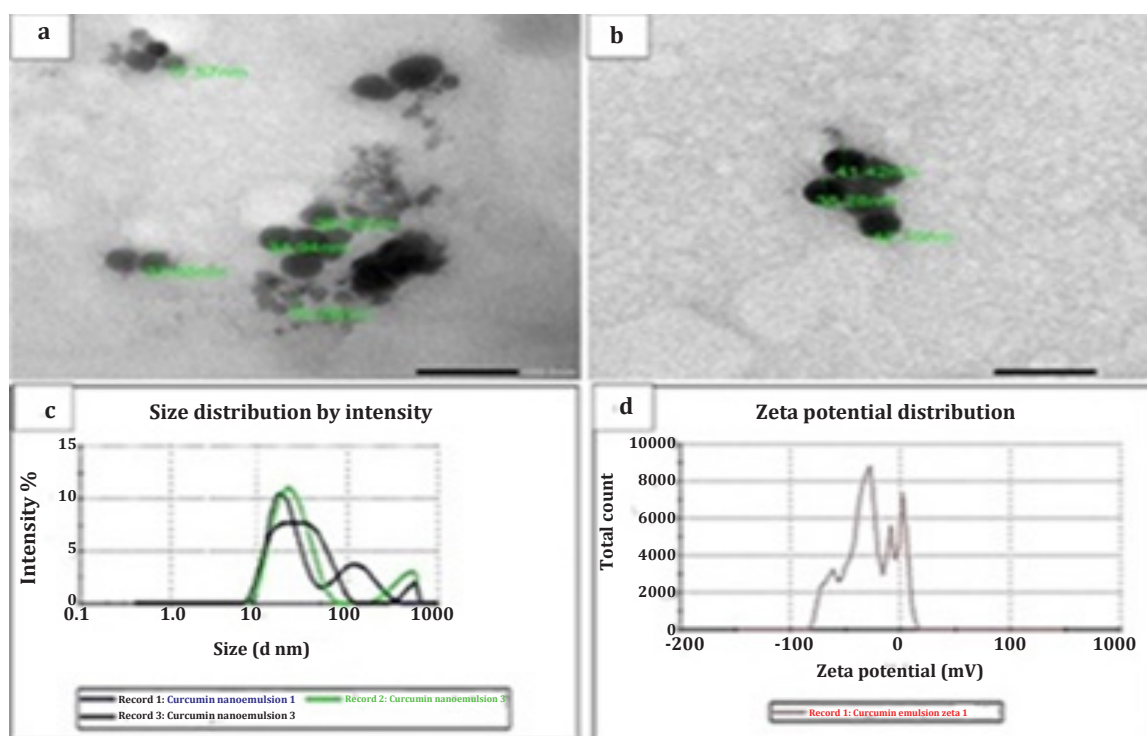 a
b
34.94nm
c
Size distribution by intensity
Intensity %
15
10
5
0
0.1
1.0
10
100
1000
Size (d nm)
Record 1: Curcumin nanoemulsion 1
Record 2: Curcumin nanoemulsion 3
Record 3: Curcumin nanoemulsion 3
d
Zeta potential distribution
Total count
10000
8000
6000
4000
2000
0
-200
-100
0
100
1000
Zeta potential (mV)
Record 1: Curcumin emulsion zeta 1